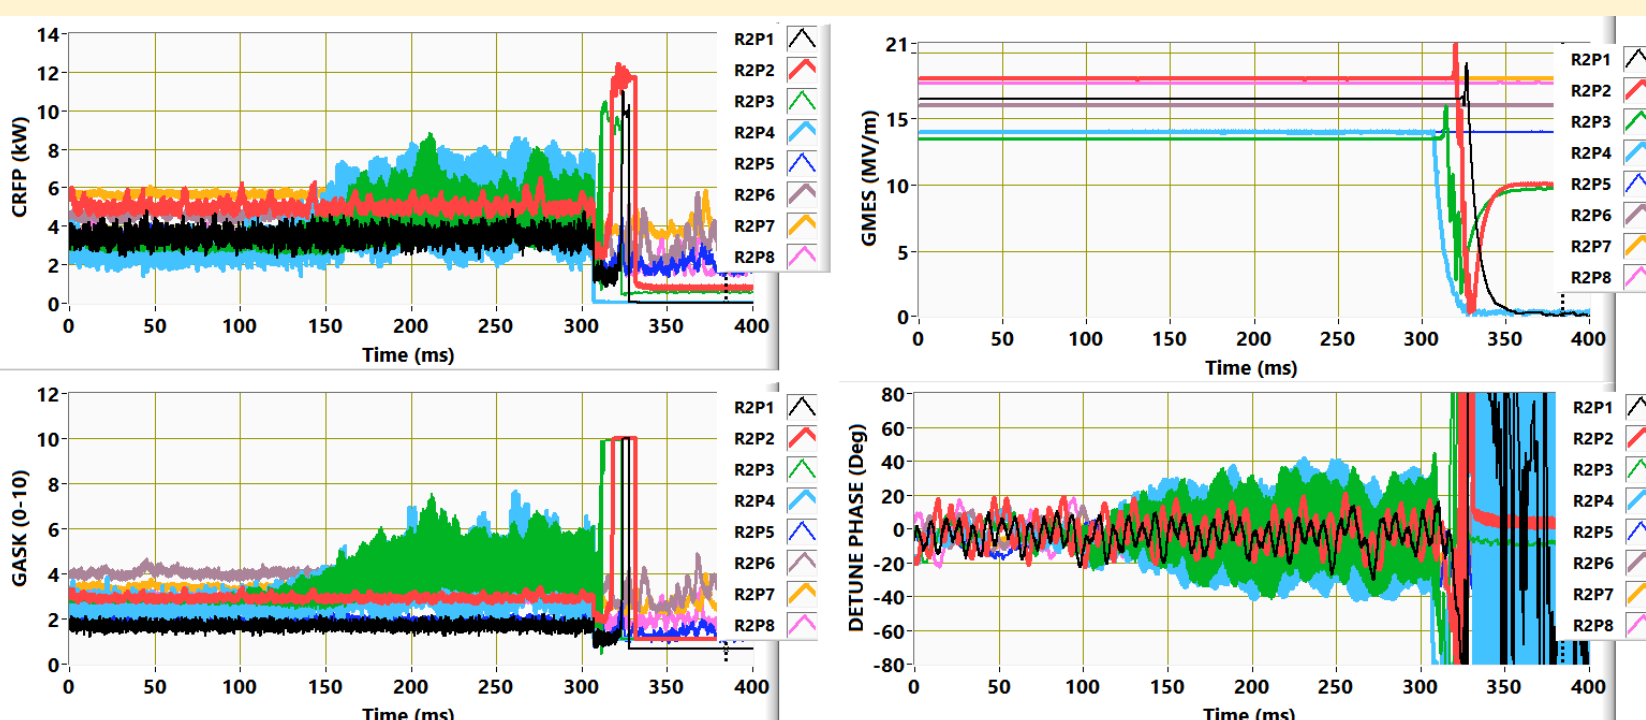 14
12
10
8
6
4
2
0
CRFP (kW)
0 50 100 150 200 250 300 350 400
Time (ms)
R2P1
R2P2
R2P3
R2P4
R2P5
R2P6
R2P7
R2P8
21
15
10
5
0
GMES (MV/m)
0 50 100 150 200 250 300 350 400
Time (ms)
R2P1
R2P2
R2P3
R2P4
R2P5
R2P6
R2P7
R2P8
12
10
8
6
4
2
0
GASK (0-10)
0 50 100 150 200 250 300 350 400
Time (ms)
R2P1
R2P2
R2P3
R2P4
R2P5
R2P6
R2P7
R2P8
80
60
40
20
0
-20
-40
-60
-80
DETUNE PHASE (Deg)
0 50 100 150 200 250 300 350 400
Time (ms)
R2P1
R2P2
R2P3
R2P4
R2P5
R2P6
R2P7
R2P8